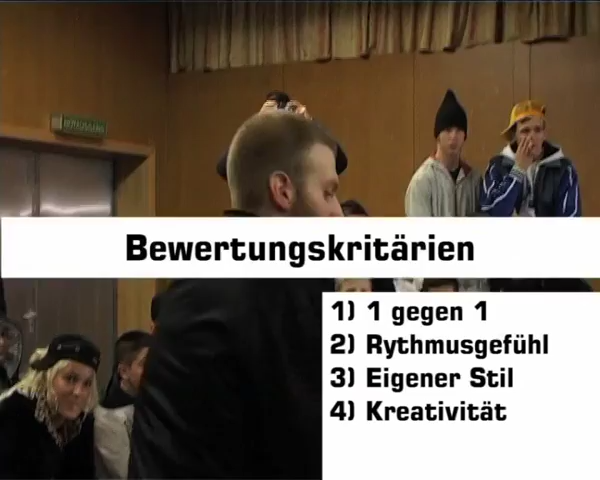 Bewertungskritärien
1) 1 gegen 1
2) Rythmusgefühl
3) Eigener Stil
4) Kreativität